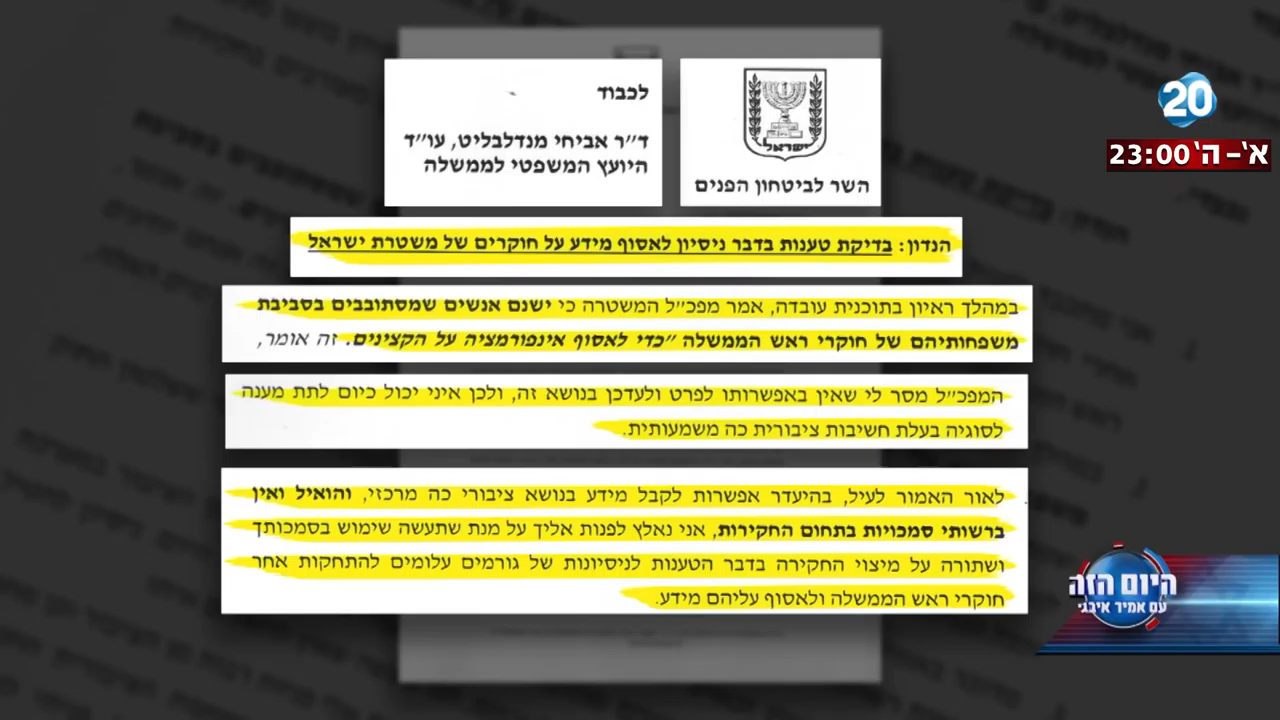 לכבוד
ד״ר אביחי מנדלבליט, עו״ד
היועץ המשפטי לממשלה
ישראל
השר לביטחון הפנים
20
א'-ה' 23:00
הנדון: בדיקת טענות בדבר ניסיון לאסוף מידע על חוקרים של משטרת ישראל
במהלך ראיון בתוכנית עובדה, אמר מפכ״ל המשטרה כי ישנם אנשים שמסתובבים בסביבת
משפחותיהם של חוקרי ראש הממשלה ״כדי לאסוף אינפורמציה על הקצינים. זה אומר,
המפכ״ל מסר לי שאין באפשרותו לפרט ולעדכן בנושא זה, ולכן איני יכול כיום לתת מענה
לסוגיה בעלת חשיבות ציבורית כה משמעותית.
לאור האמור לעיל, בהיעדר אפשרות לקבל מידע בנושא ציבורי כה מרכזי, והואיל ואין
ברשותי סמכויות בתחום החקירות, אני נאלץ לפנות אליך על מנת שתעשה שימוש בסמכותך
ושתורה על מיצוי החקירה בדבר הטענות לניסיונות של גורמים עלומים להתחקות אחר
חוקרי ראש הממשלה ולאסוף עליהם מידע.
היום הזה
עם אמיר איבגי